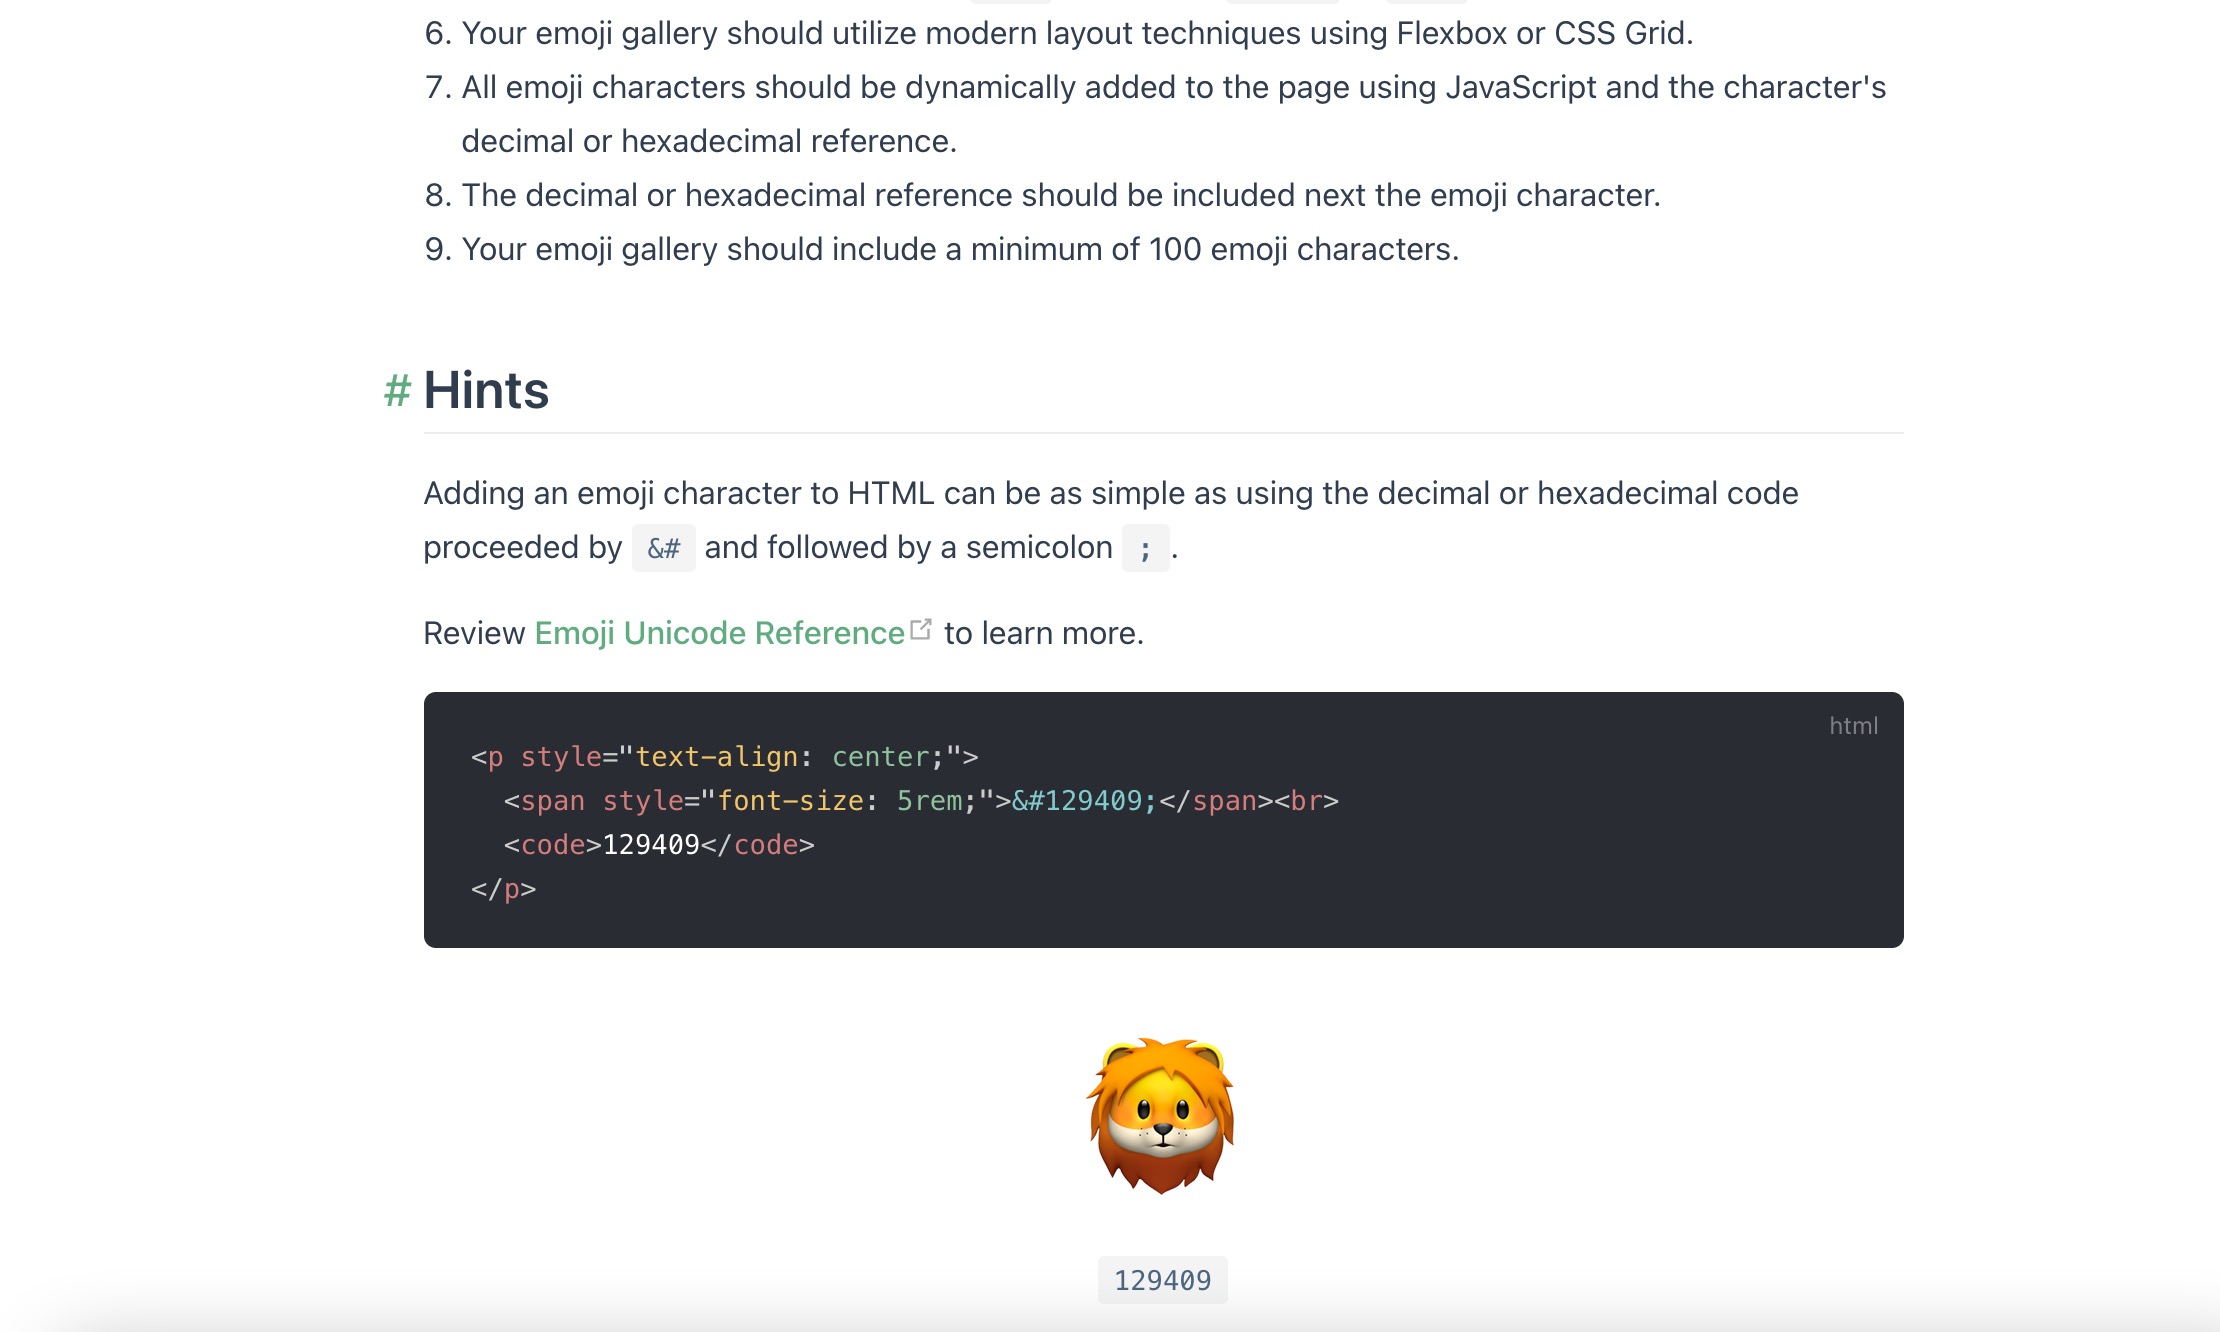 6. Your emoji gallery should utilize modern layout techniques using Flexbox or CSS Grid.
7. All emoji characters should be dynamically added to the page using JavaScript and the character's
decimal or hexadecimal reference.
8. The decimal or hexadecimal reference should be included next the emoji character.
9. Your emoji gallery should include a minimum of 100 emoji characters.
# Hints
Adding an emoji character to HTML can be as simple as using the decimal or hexadecimal code
proceeded by &# and followed by a semicolon ; .
Review Emoji Unicode Reference to learn more.
html
<p style="text-align: center;">
  <span style="font-size: 5rem;">&#129409;</span><br>
  <code>129409</code>
</p>
129409